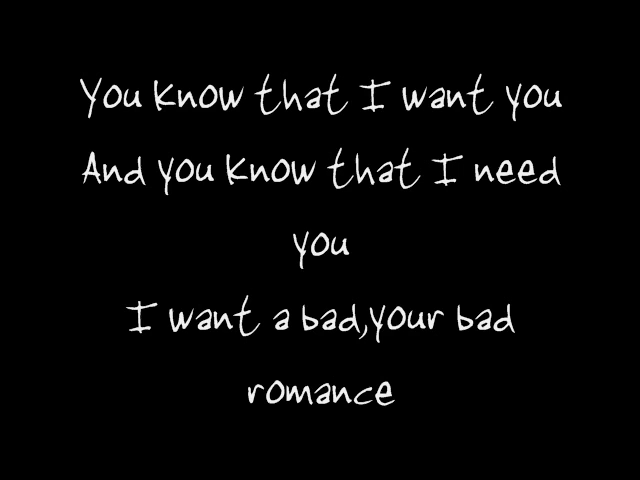 You know that I want you
And you know that I need
you
I want a bad,your bad
romance